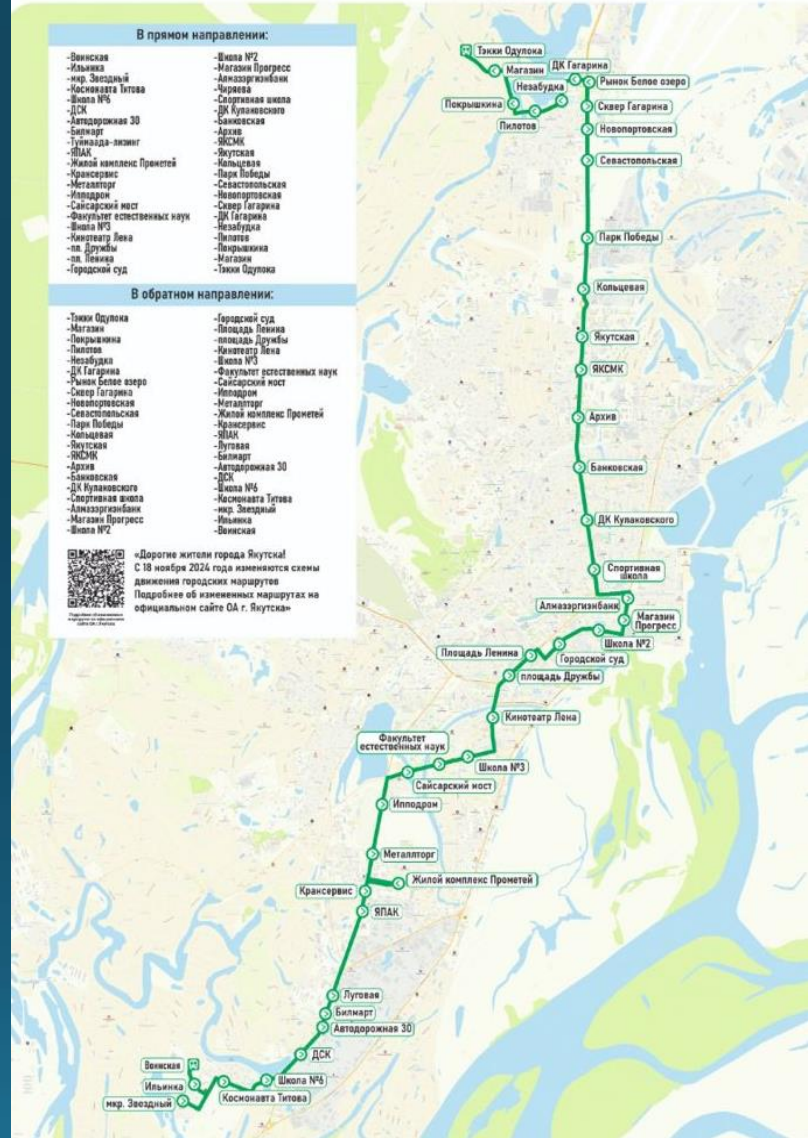 В прямом направлении:
-Воинская
-Ильинка
-мкр. Звездный
-Космонавта Титова
-Школа №6
-ДСК
-Автодорожная 30
-Билмарт
-Туймаада-лизинг
-ЯПАК
-Жилой комплекс Прометей
-Крансервис
-Металлторг
-Ипподром
-Сайсарский мост
-Факультет естественных наук
-Школа №3
-Кинотеатр Лена
-пл. Дружбы
-пл. Ленина
-Городской суд
-Школа №2
-Магазин Прогресс
-Алмазэргиэнбанк
-Чиряева
-Спортивная школа
-ДК Кулаковского
-Банковская
-Архив
-ЯКСМК
-Якутская
-Кольцевая
-Парк Победы
-Севастопольская
-Новопортовская
-Сквер Гагарина
-ДК Гагарина
-Незабудка
-Пилотов
-Покрышкина
-Магазин
-Тэкки Одулока
В обратном направлении:
-Тэкки Одулока
-Магазин
-Покрышкина
-Пилотов
-Незабудка
-ДК Гагарина
-Рынок Белое озеро
-Сквер Гагарина
-Новопортовская
-Севастопольская
-Парк Победы
-Кольцевая
-Якутская
-ЯКСМК
-Архив
-Банковская
-ДК Кулаковского
-Спортивная школа
-Алмазэргиэнбанк
-Магазин Прогресс
-Школа №2
-Городской суд
-Площадь Ленина
-площадь Дружбы
-Кинотеатр Лена
-Школа №3
-Факультет естественных наук
-Сайсарский мост
-Ипподром
-Металлторг
-Жилой комплекс Прометей
-Крансервис
-ЯПАК
-Луговая
-Билмарт
-Автодорожная 30
-ДСК
-Школа №6
-Космонавта Титова
-мкр. Звездный
-Ильинка
-Воинская
«Дорогие жители города Якутска!
С 18 ноября 2024 года изменяются схемы
движения городских маршрутов
Подробнее об измененных маршрутах на
официальном сайте ОА г. Якутска»
Тэкки Одулока
Магазин
ДК Гагарина
Незабудка
Рынок Белое озеро
Покрышкина
Пилотов
Сквер Гагарина
Новопортовская
Севастопольская
Парк Победы
Кольцевая
Якутская
ЯКСМК
Архив
Банковская
ДК Кулаковского
Спортивная
школа
Алмазэргиэнбанк
Магазин
Прогресс
Школа №2
Городской суд
Площадь Ленина
площадь Дружбы
Кинотеатр Лена
Факультет
естественных наук
Школа №3
Сайсарский мост
Ипподром
Металлторг
Жилой комплекс Прометей
Крансервис
ЯПАК
Луговая
Билмарт
Автодорожная 30
ДСК
Воинская
Ильинка
Школа №6
Космонавта Титова
мкр. Звездный